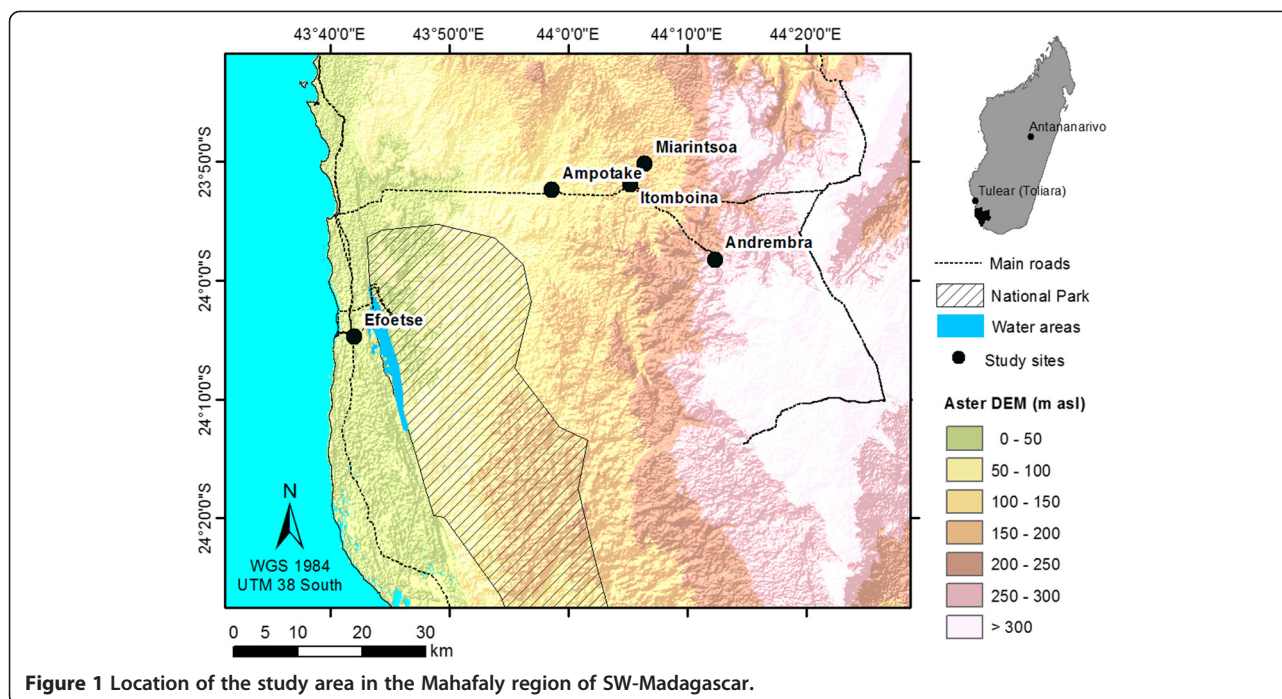 43°40'0"E 43°50'0"E 44°0'0"E 44°10'0"E 44°20'0"E
23°50'0"S
24°0'0"S
24°10'0"S
24°20'0"S
Miarintsoa
Ampotake
Itomboina
Andrembra
Efoetse
N
WGS 1984
UTM 38 South
0 5 10 20 30
km
Antananarivo
Tulear (Toliara)
Main roads
National Park
Water areas
Study sites
Aster DEM (m asl)
0 - 50
50 - 100
100 - 150
150 - 200
200 - 250
250 - 300
> 300
Figure 1 Location of the study area in the Mahafaly region of SW-Madagascar.